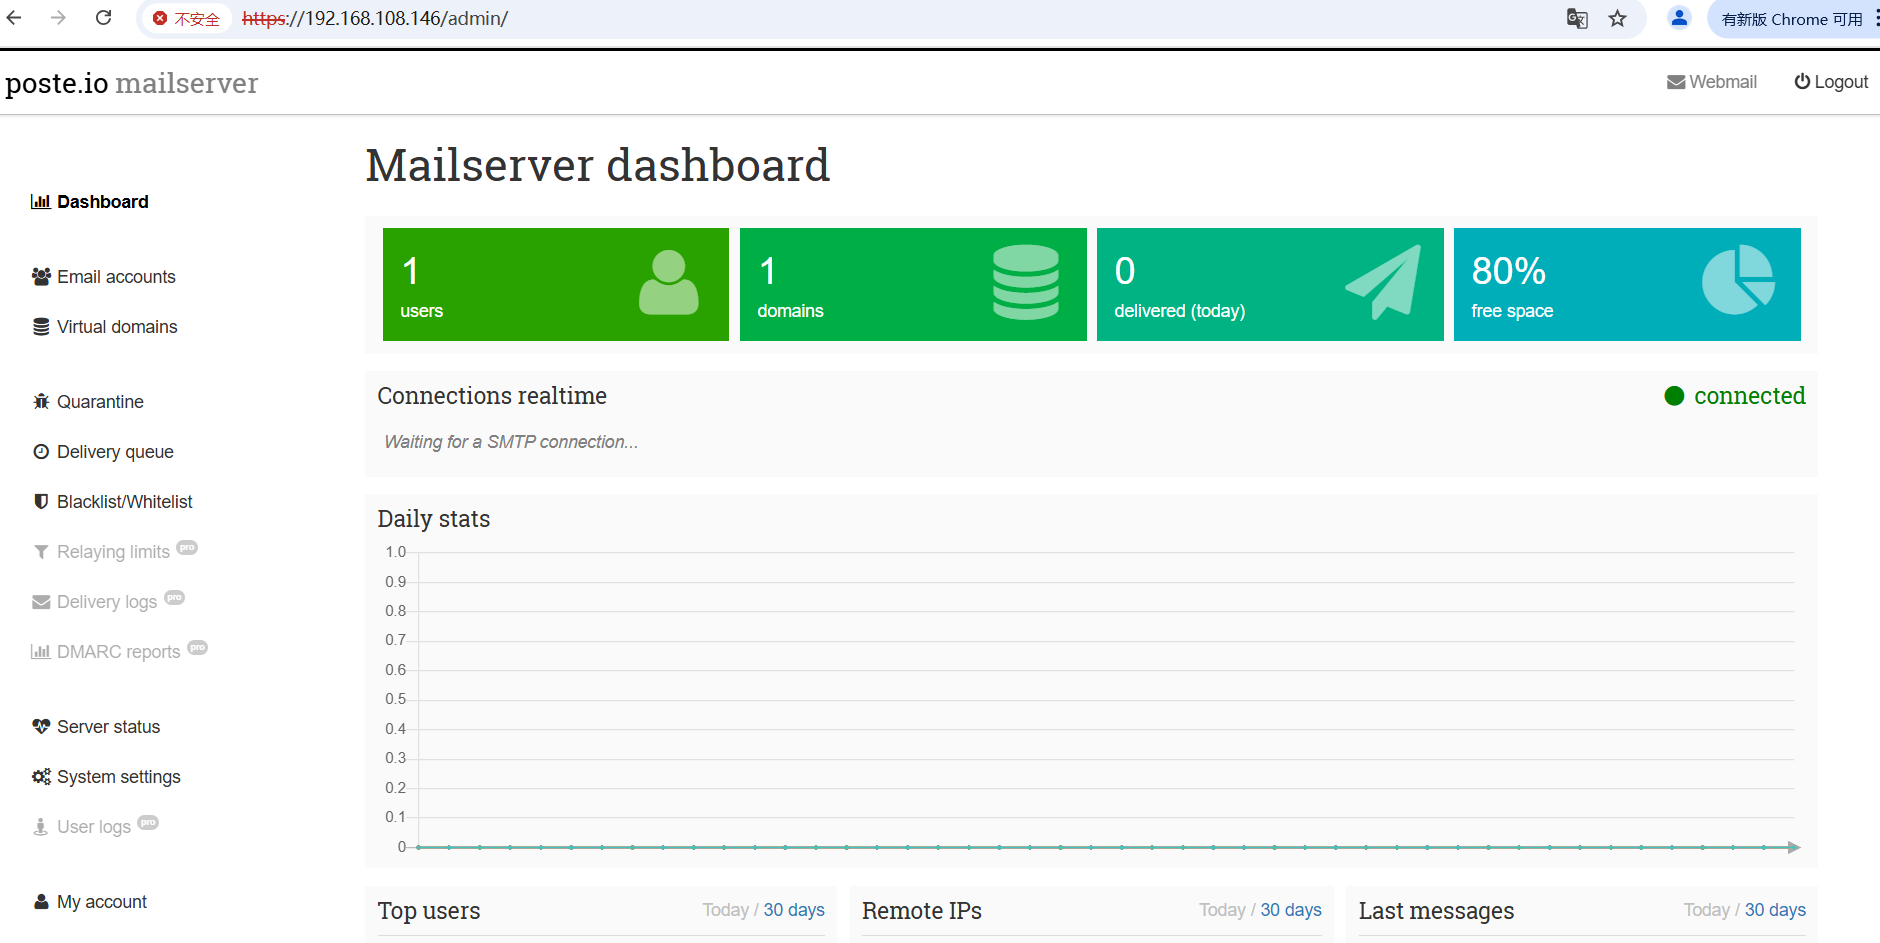 不安全 https://192.168.108.146/admin/ 有新版 Chrome 可用
poste.io mailserver Webmail Logout
Mailserver dashboard
Dashboard
Email accounts
Virtual domains
Quarantine
Delivery queue
Blacklist/Whitelist
Relaying limits pro
Delivery logs pro
DMARC reports pro
Server status
System settings
User logs pro
My account
1
users
1
domains
0
delivered (today)
80%
free space
Connections realtime connected
Waiting for a SMTP connection...
Daily stats
1.0
0.9
0.8
0.7
0.6
0.5
0.4
0.3
0.2
0.1
0
Top users Today / 30 days
Remote IPs Today / 30 days
Last messages Today / 30 days